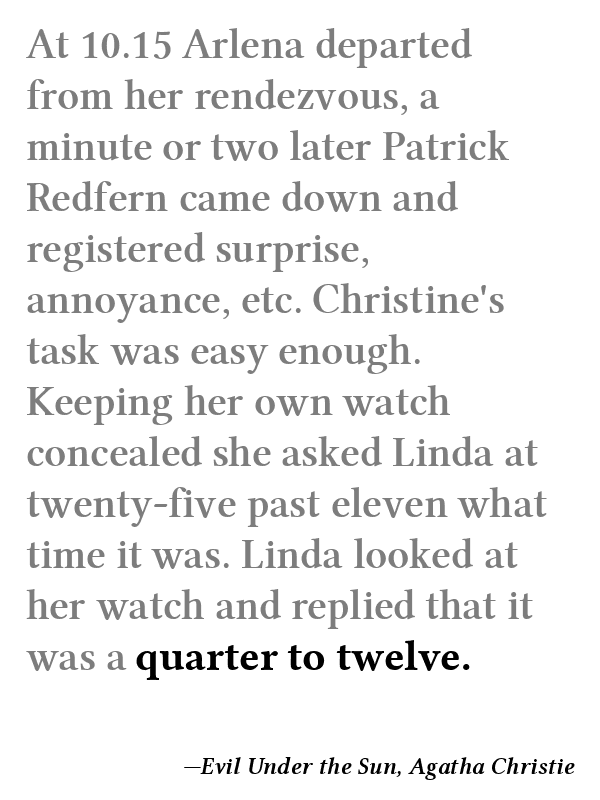 At 10.15 Arlena departed
from her rendezvous, a
minute or two later Patrick
Redfern came down and
registered surprise,
annoyance, etc. Christine's
task was easy enough.
Keeping her own watch
concealed she asked Linda at
twenty-five past eleven what
time it was. Linda looked at
her watch and replied that it
was a quarter to twelve.
—Evil Under the Sun, Agatha Christie